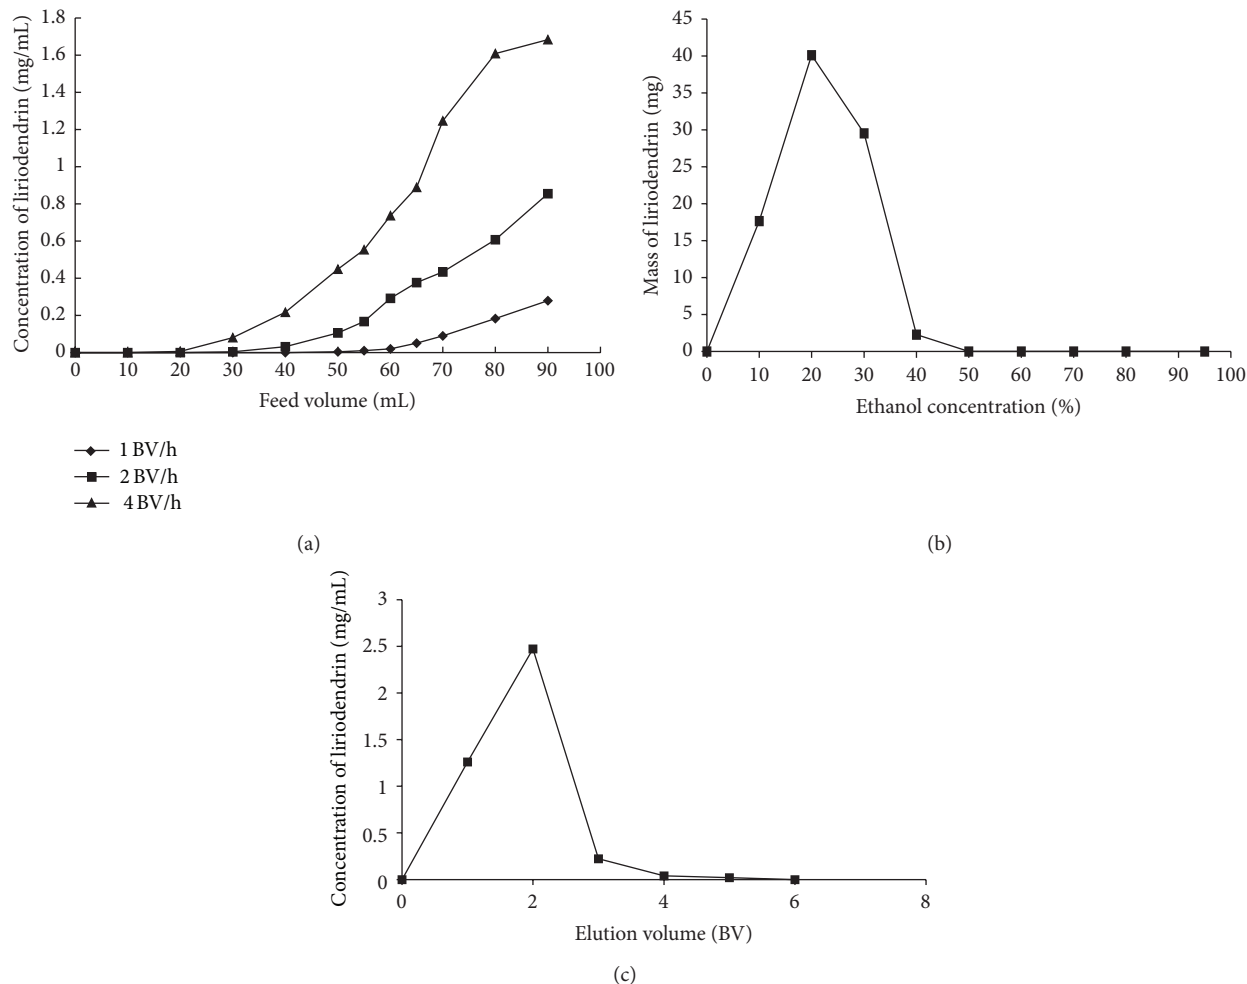 Concentration of liriodendrin (mg/mL)
1.8
1.6
1.4
1.2
1
0.8
0.6
0.4
0.2
0
0 10 20 30 40 50 60 70 80 90 100
Feed volume (mL)
1 BV/h
2 BV/h
4 BV/h
(a)
Mass of liriodendrin (mg)
45
40
35
30
25
20
15
10
5
0
0 10 20 30 40 50 60 70 80 90 100
Ethanol concentration (%)
(b)
Concentration of liriodendrin (mg/mL)
3
2.5
2
1.5
1
0.5
0
0 2 4 6 8
Elution volume (BV)
(c)